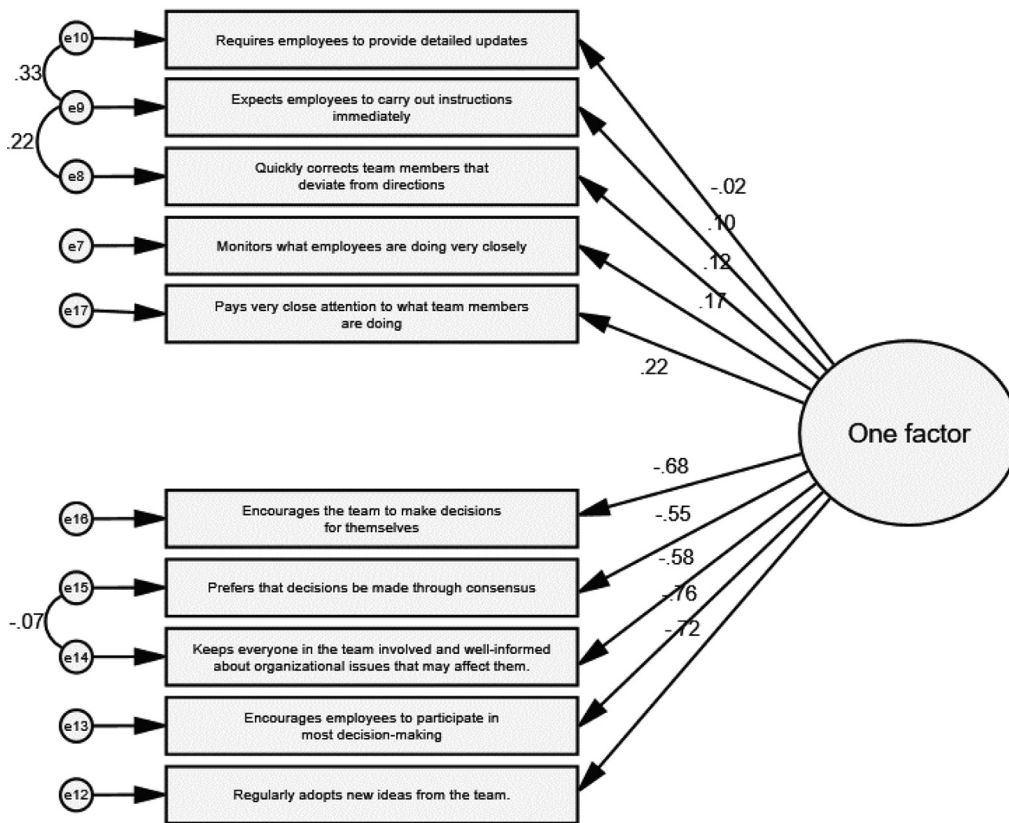 e10
Requires employees to provide detailed updates
.33
e9
Expects employees to carry out instructions
immediately
.22
e8
Quickly corrects team members that
deviate from directions
e7
Monitors what employees are doing very closely
e17
Pays very close attention to what team members
are doing
-.02
.10
.12
.17
.22
One factor
-.68
-.55
-.58
-.76
-.72
e16
Encourages the team to make decisions
for themselves
e15
Prefers that decisions be made through consensus
-.07
e14
Keeps everyone in the team involved and well-informed
about organizational issues that may affect them.
e13
Encourages employees to participate in
most decision-making
e12
Regularly adopts new ideas from the team.